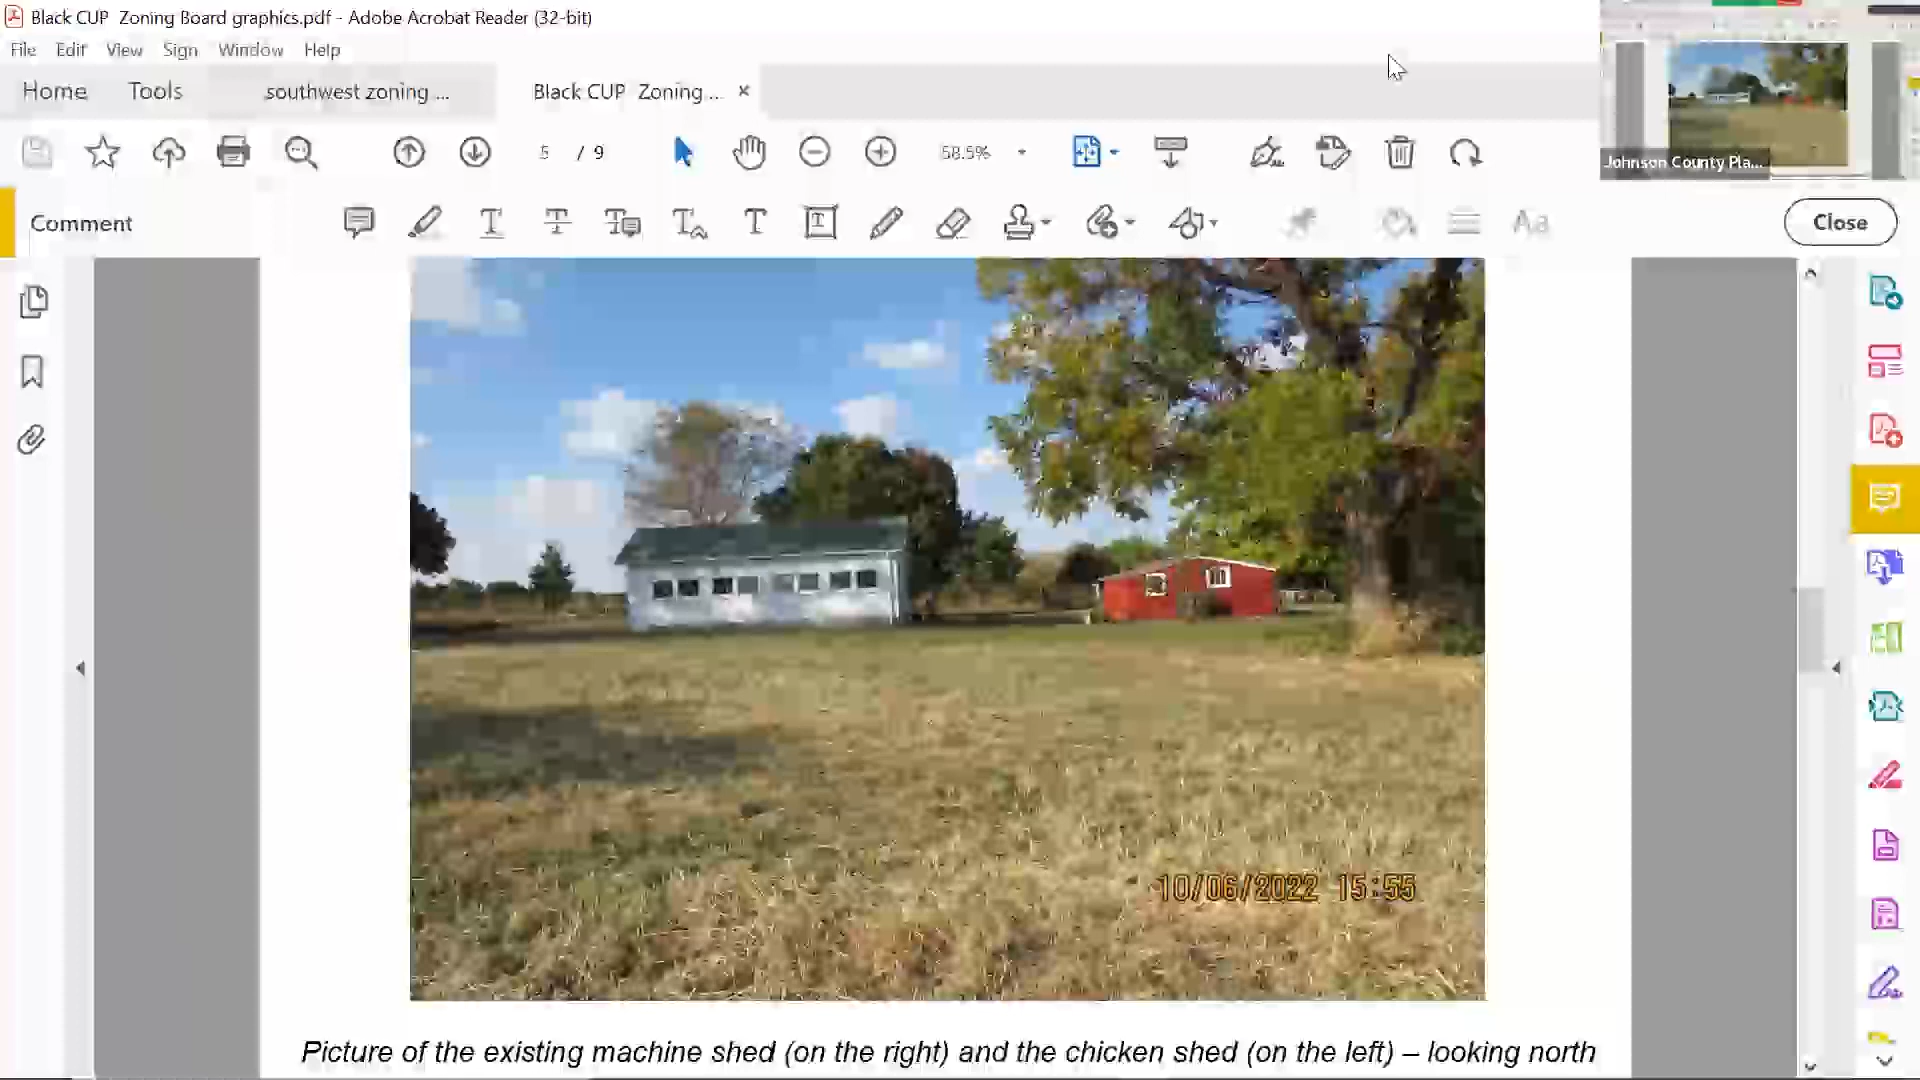 Black CUP Zoning Board graphics.pdf - Adobe Acrobat Reader (32-bit)
File Edit View Sign Window Help
Home Tools southwest zoning ... Black CUP Zoning ... ×
5 / 9 58.5%
Johnson County Pla...
Comment
Aa
Close
10/06/2022 15:55
Picture of the existing machine shed (on the right) and the chicken shed (on the left) – looking north